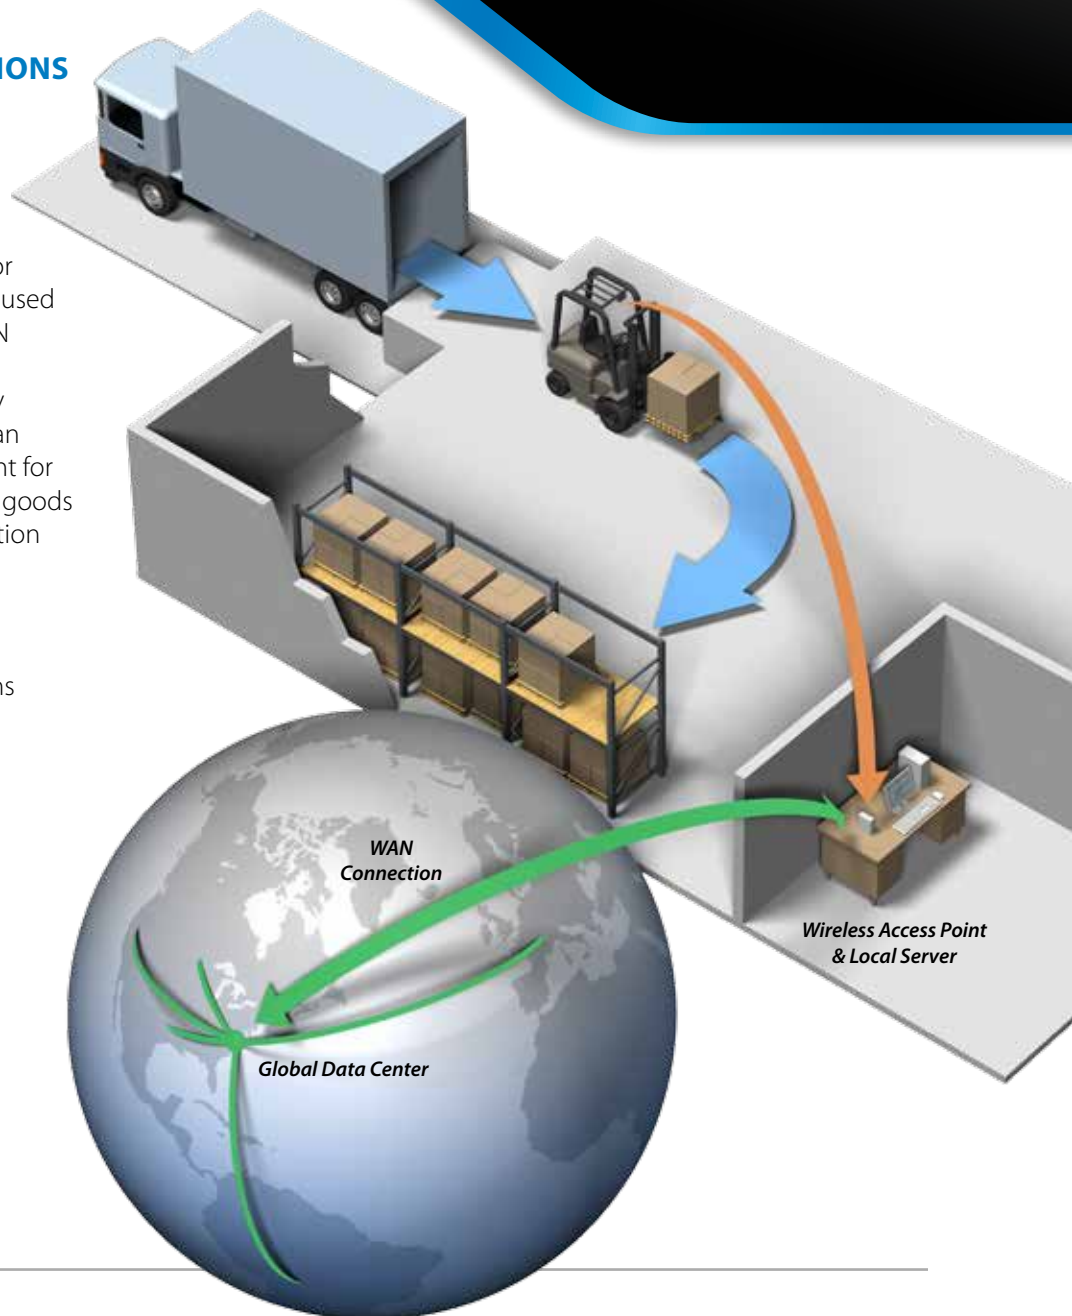 IONS
or
used
N
y
an
nt for
goods
tion
ns
WAN
Connection
Wireless Access Point
& Local Server
Global Data Center